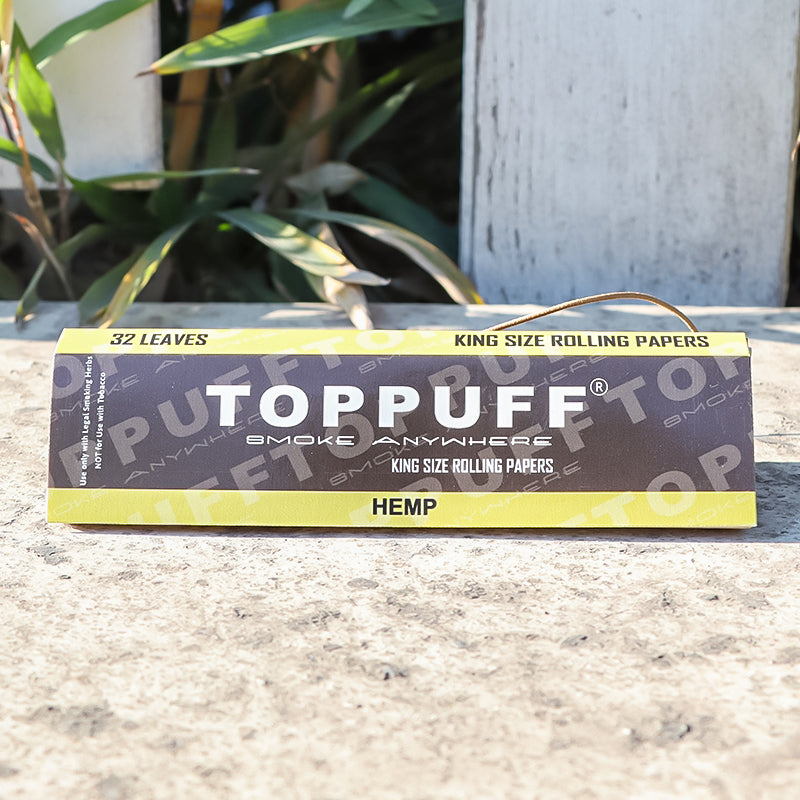 32 LEAVES
KING SIZE ROLLING PAPERS
Use only with Legal Smoking Herbs
NOT for Use with Tobacco
TOPPUFF®
SMOKE ANYWHERE
KING SIZE ROLLING PAPERS
HEMP